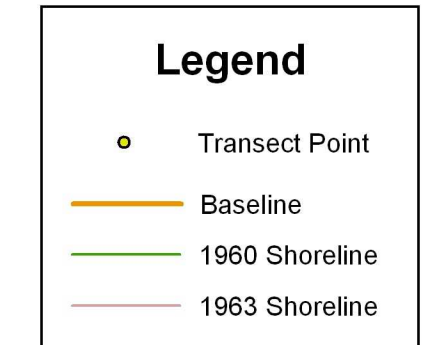 Legend
Transect Point
Baseline
1960 Shoreline
1963 Shoreline